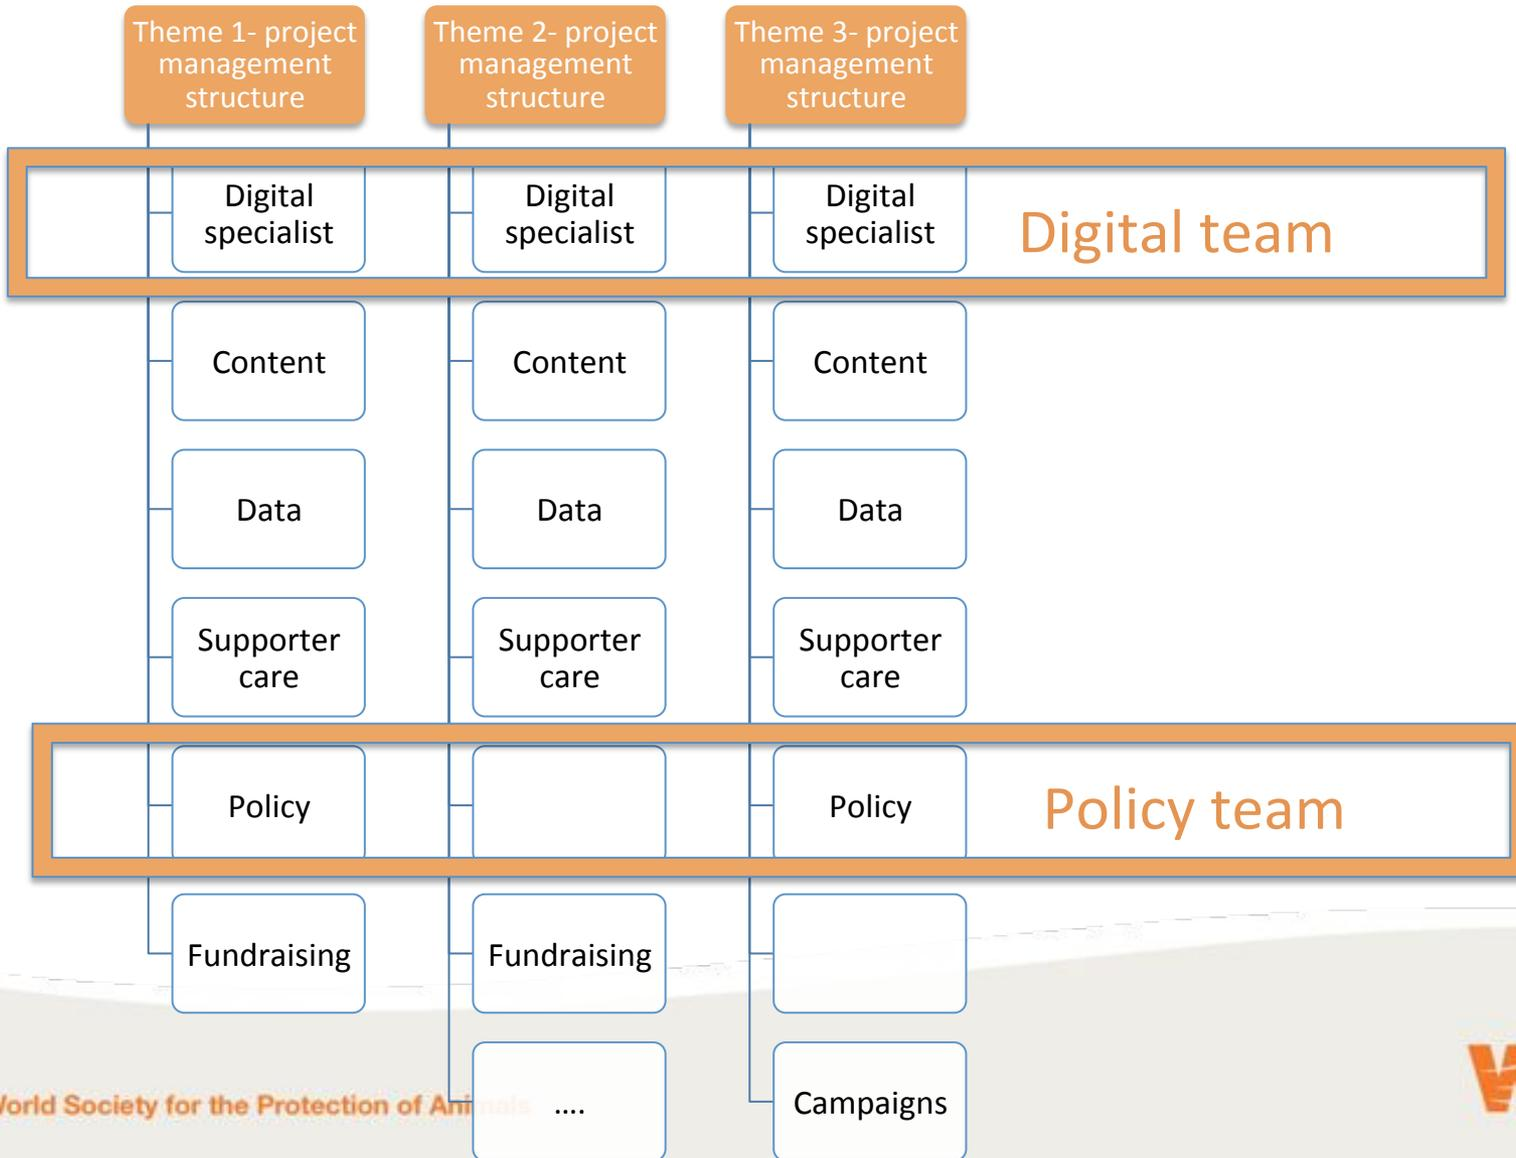 Theme 1- project
management
structure
Theme 2- project
management
structure
Theme 3- project
management
structure
Digital
specialist
Digital
specialist
Digital
specialist
Digital team
Content
Content
Content
Data
Data
Data
Supporter
care
Supporter
care
Supporter
care
Policy
Policy
Policy team
Fundraising
Fundraising
....
Campaigns
World Society for the Protection of Animals
W